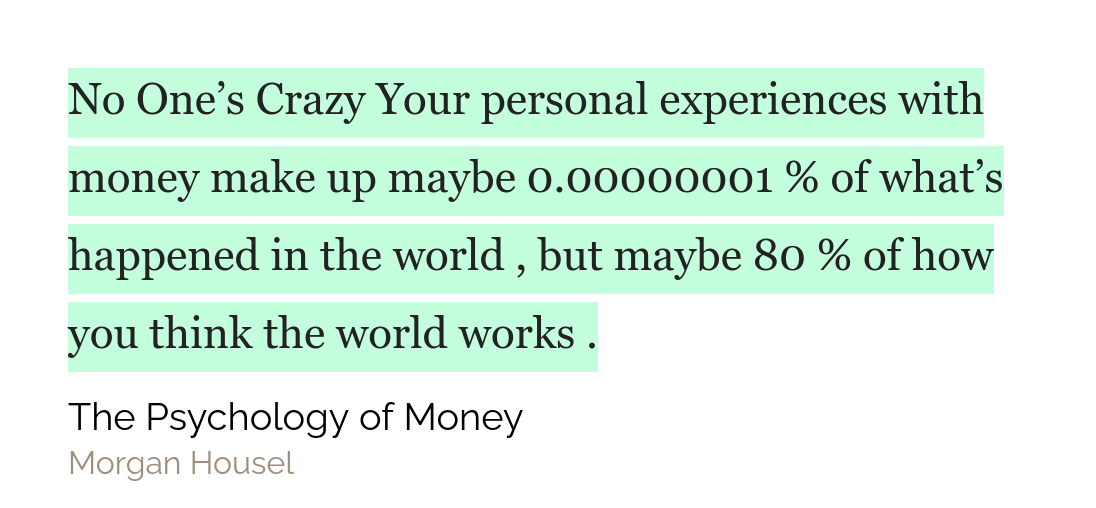 No One’s Crazy Your personal experiences with
money make up maybe 0.00000001 % of what’s
happened in the world , but maybe 80 % of how
you think the world works .
The Psychology of Money
Morgan Housel